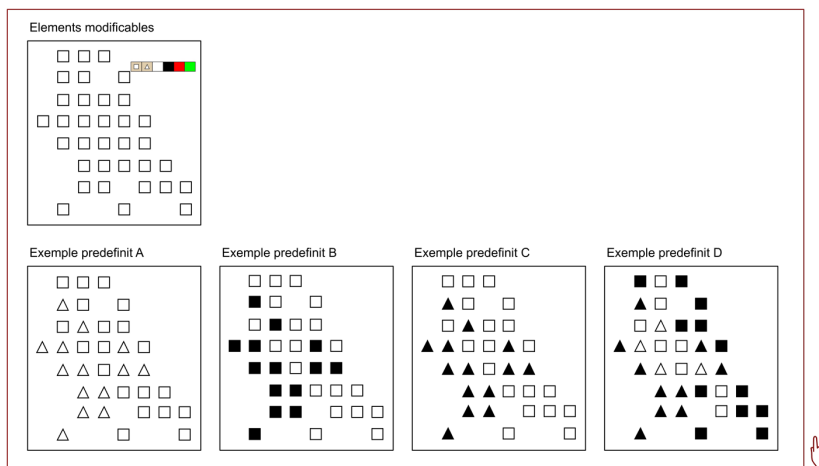 Elements modificables
Exemple predefinit A
Exemple predefinit B
Exemple predefinit C
Exemple predefinit D